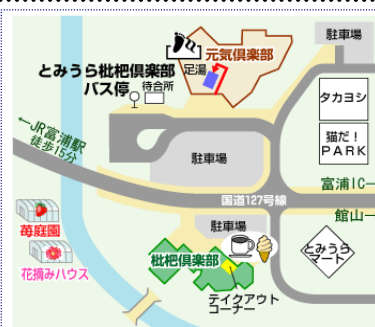 駐車場
元気倶楽部
足湯
とみうら枇杷倶楽部
バス停
待合所
タカヨシ
猫だ！
PARK
←JR富浦駅
徒歩15分
駐車場
富浦IC→
国道127号線
館山→
駐車場
苺庭園
枇杷倶楽部
とみうら
マート
花摘みハウス
テイクアウト
コーナー